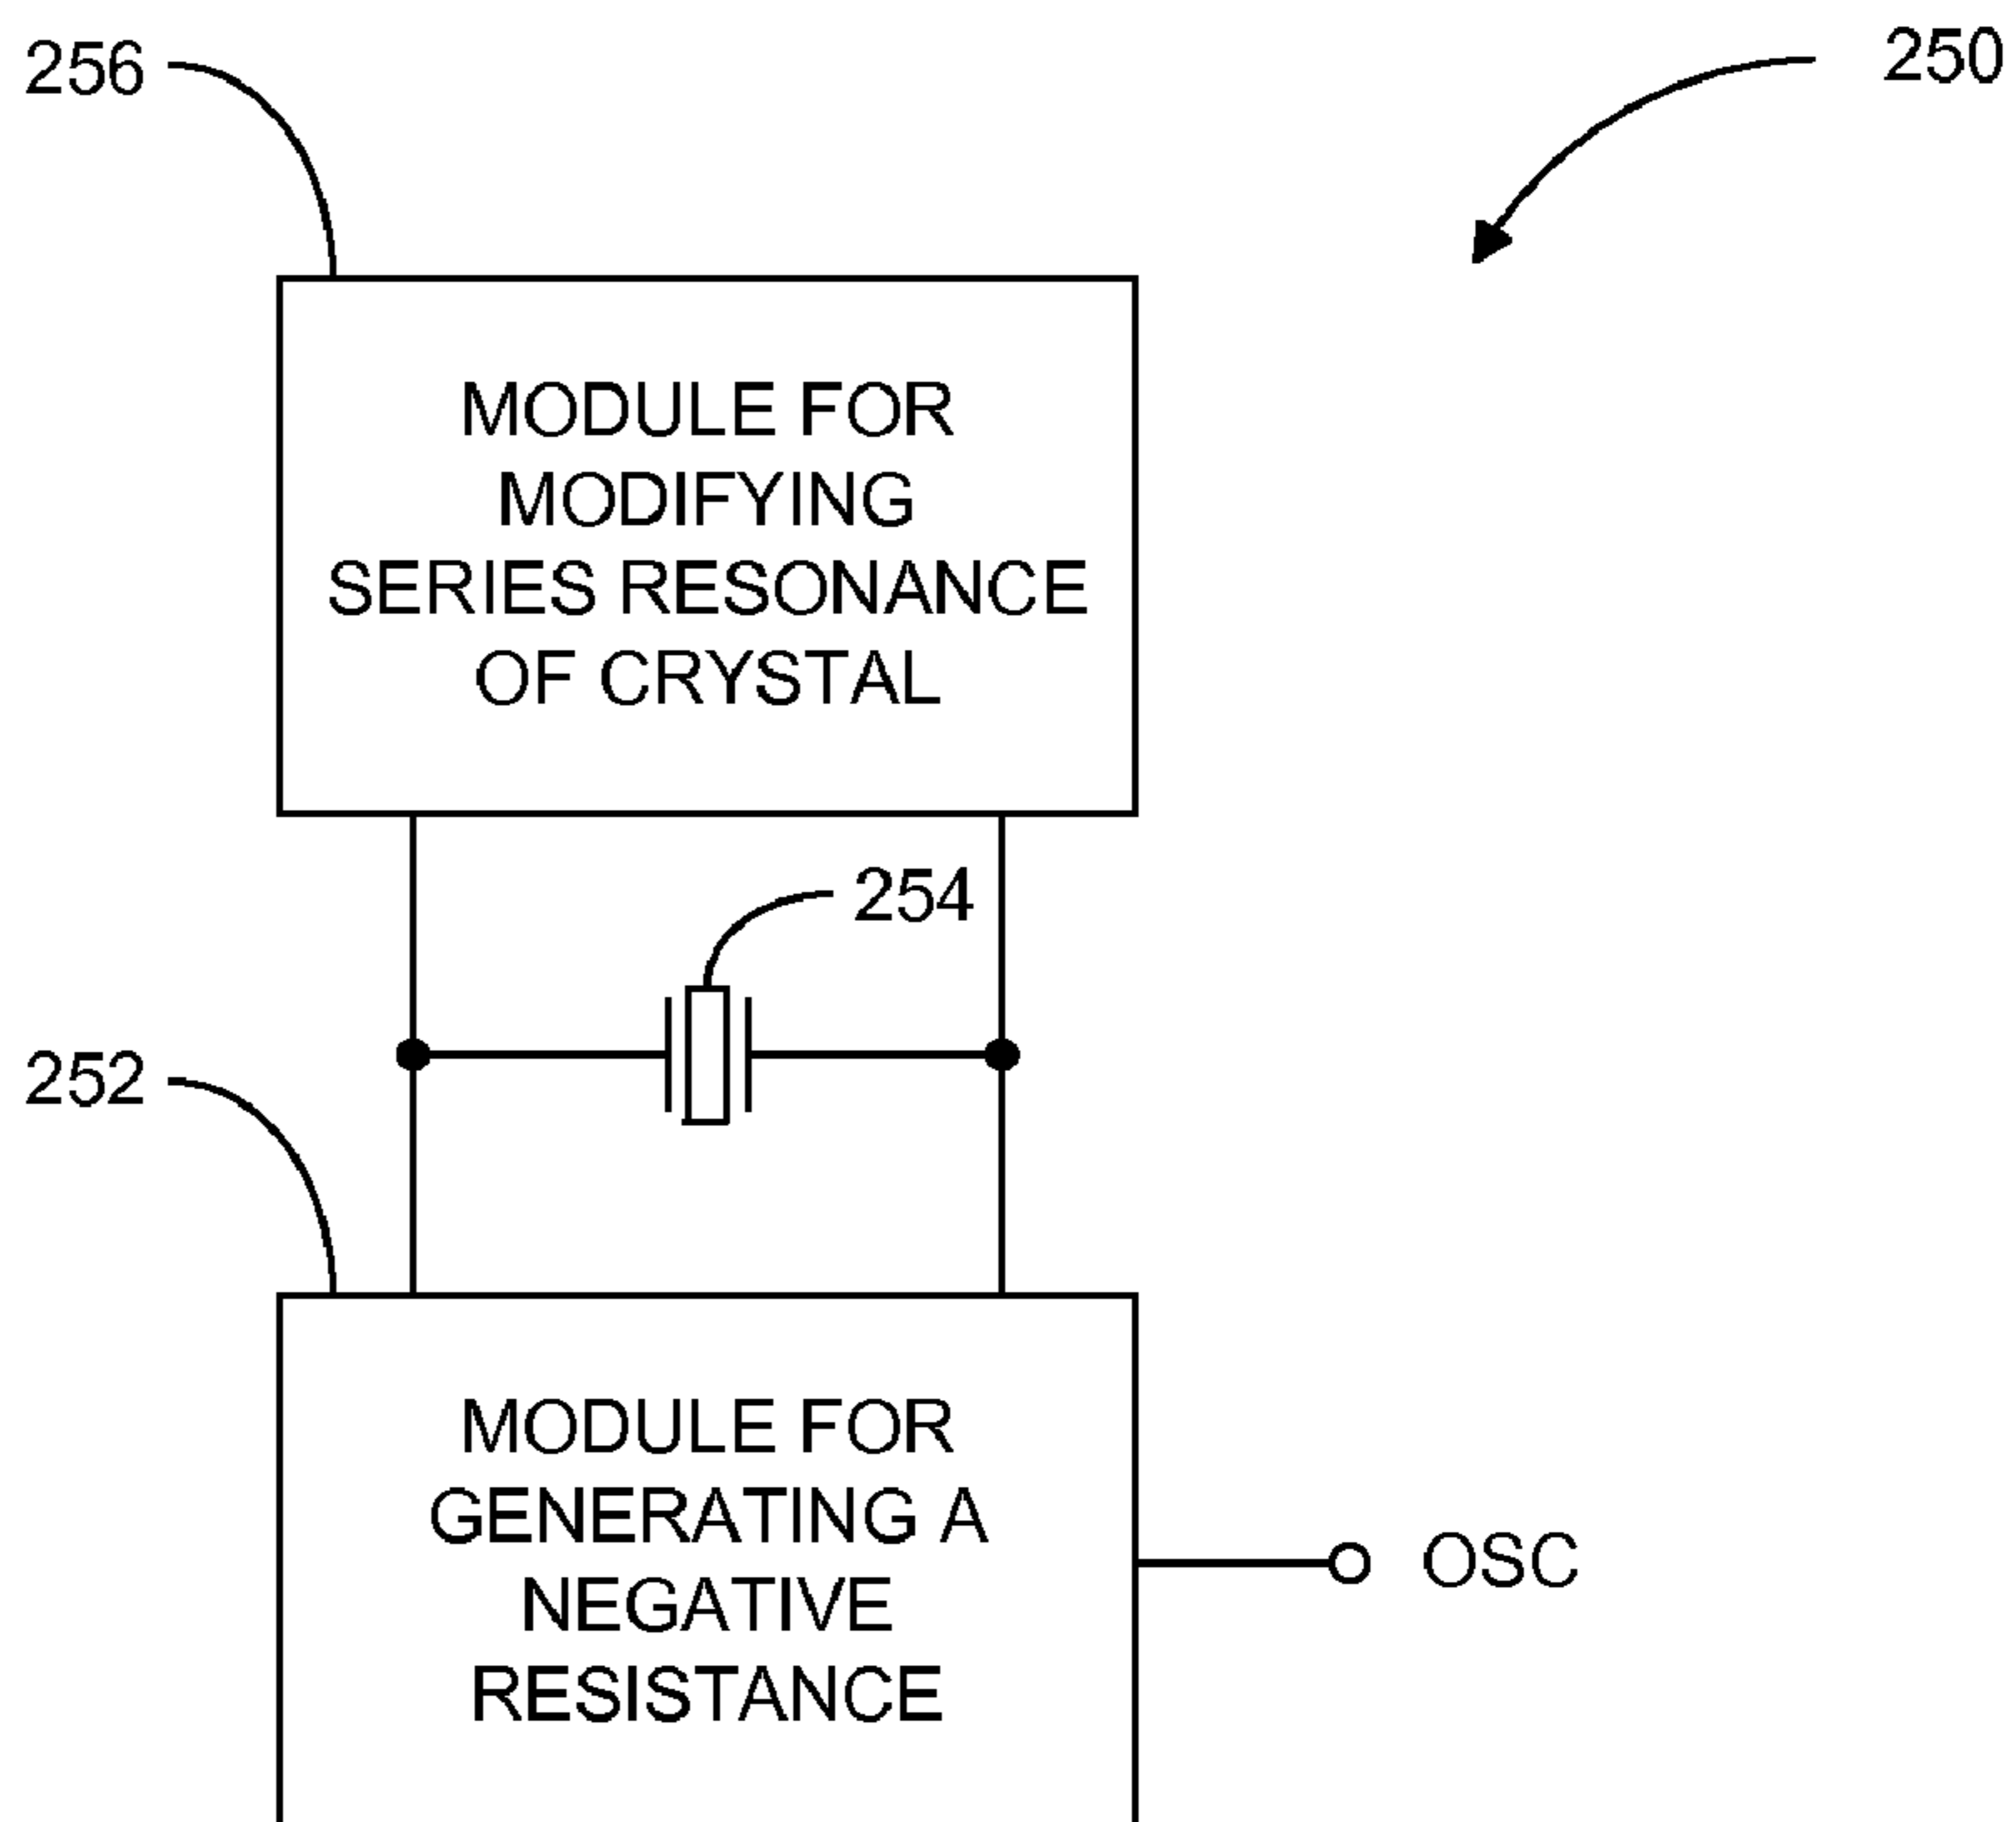 256
250
MODULE FOR
MODIFYING
SERIES RESONANCE
OF CRYSTAL
254
252
MODULE FOR
GENERATING A
NEGATIVE
RESISTANCE
OSC